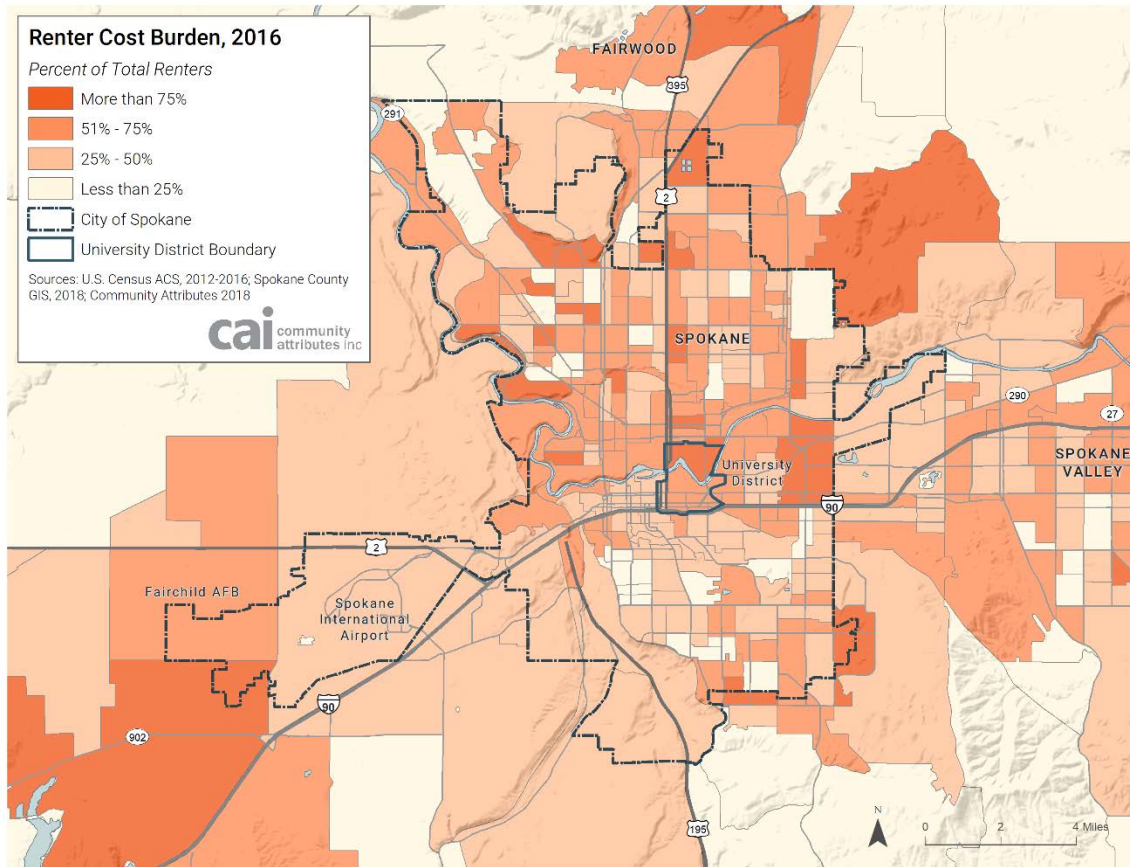 Renter Cost Burden, 2016
Percent of Total Renters
More than 75%
51% - 75%
25% - 50%
Less than 25%
City of Spokane
University District Boundary
Sources: U.S. Census ACS, 2012-2016; Spokane County
GIS, 2018; Community Attributes 2018
cai community
attributes inc
FAIRWOOD
395
291
2
SPOKANE
290
27
SPOKANE
VALLEY
University
District
90
2
Fairchild AFB
Spokane
International
Airport
90
902
195
N
0 2 4 Miles